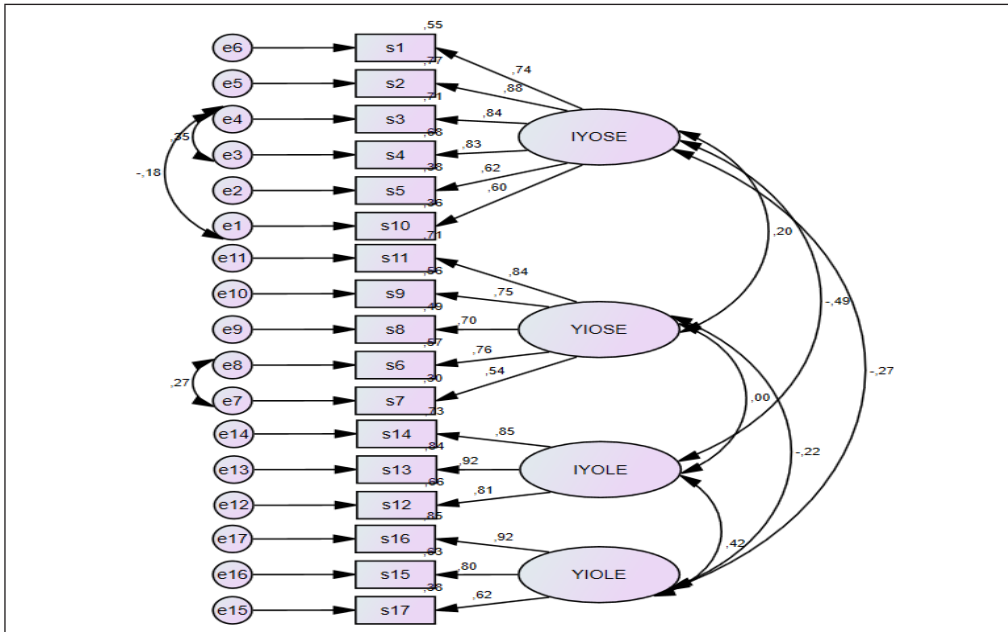 ,55
e6 s1 ,74
,77
e5 s2 ,88
,71
e4 s3 ,84 IYOSE
,35 ,68
e3 s4 ,83
-,18 ,38
e2 s5 ,62
,36 ,60
e1 s10 ,20
,71
e11 s11 ,84
,56
e10 s9 ,75 -,49
,49
e9 s8 ,70 YIOSE
,57
e8 s6 ,76 -,27
,27 ,30 ,54
e7 s7 ,00
,73
e14 s14 ,85 -,22
,84
e13 s13 ,92 IYOLE
,66
e12 s12 ,81
,85
e17 s16 ,92 ,42
,63
e16 s15 ,80 YIOLE
,38
e15 s17 ,62